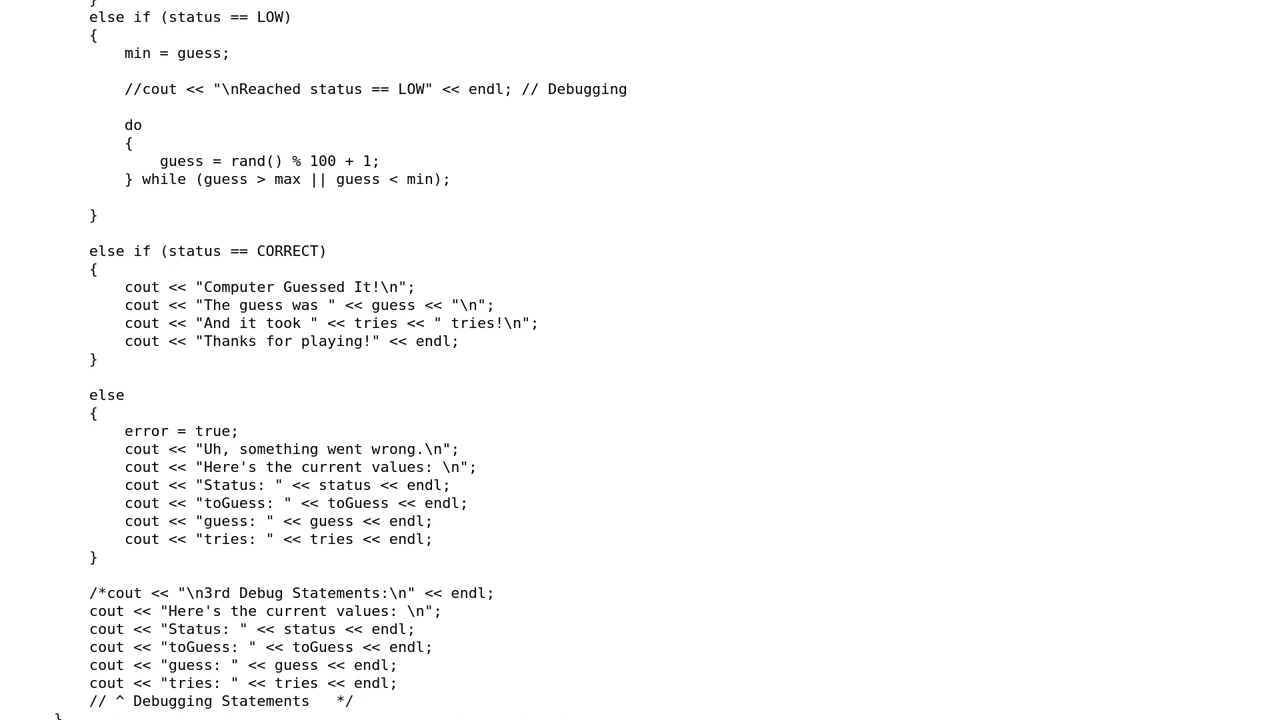 }
else if (status == LOW)
{
min = guess;
//cout << "\nReached status == LOW" << endl; // Debugging
do
{
guess = rand() % 100 + 1;
} while (guess > max || guess < min);
}
else if (status == CORRECT)
{
cout << "Computer Guessed It!\n";
cout << "The guess was " << guess << "\n";
cout << "And it took " << tries << " tries!\n";
cout << "Thanks for playing!" << endl;
}
else
{
error = true;
cout << "Uh, something went wrong.\n";
cout << "Here's the current values: \n";
cout << "Status: " << status << endl;
cout << "toGuess: " << toGuess << endl;
cout << "guess: " << guess << endl;
cout << "tries: " << tries << endl;
}
/*cout << "\n3rd Debug Statements:\n" << endl;
cout << "Here's the current values: \n";
cout << "Status: " << status << endl;
cout << "toGuess: " << toGuess << endl;
cout << "guess: " << guess << endl;
cout << "tries: " << tries << endl;
// ^ Debugging Statements   */
}